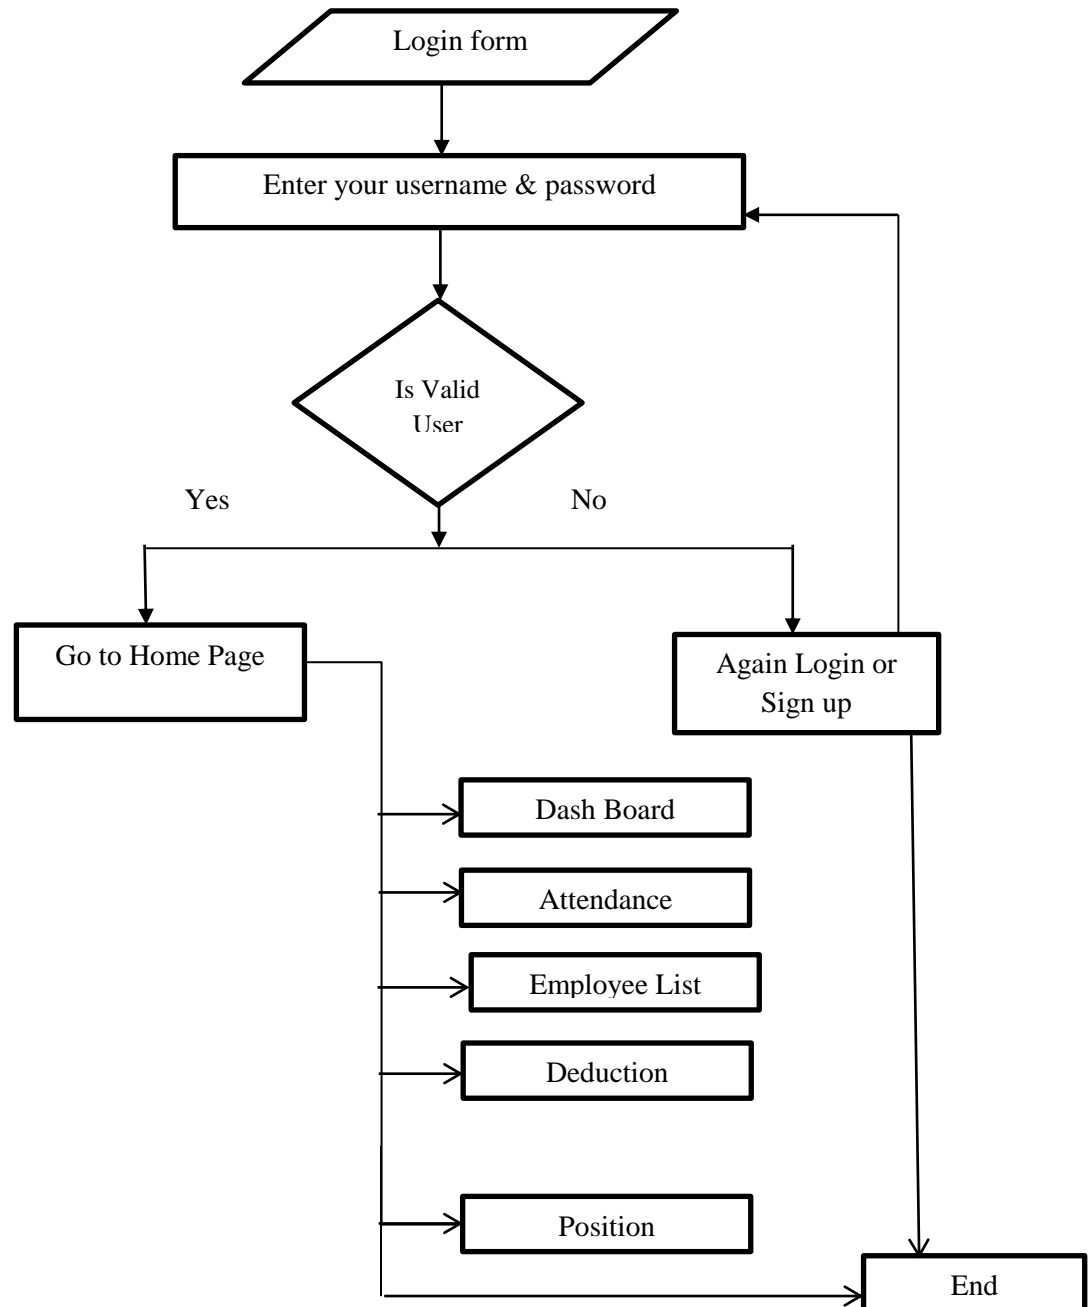 Login form
Enter your username & password
Is Valid
User
Yes
No
Go to Home Page
Again Login or
Sign up
Dash Board
Attendance
Employee List
Deduction
Position
End